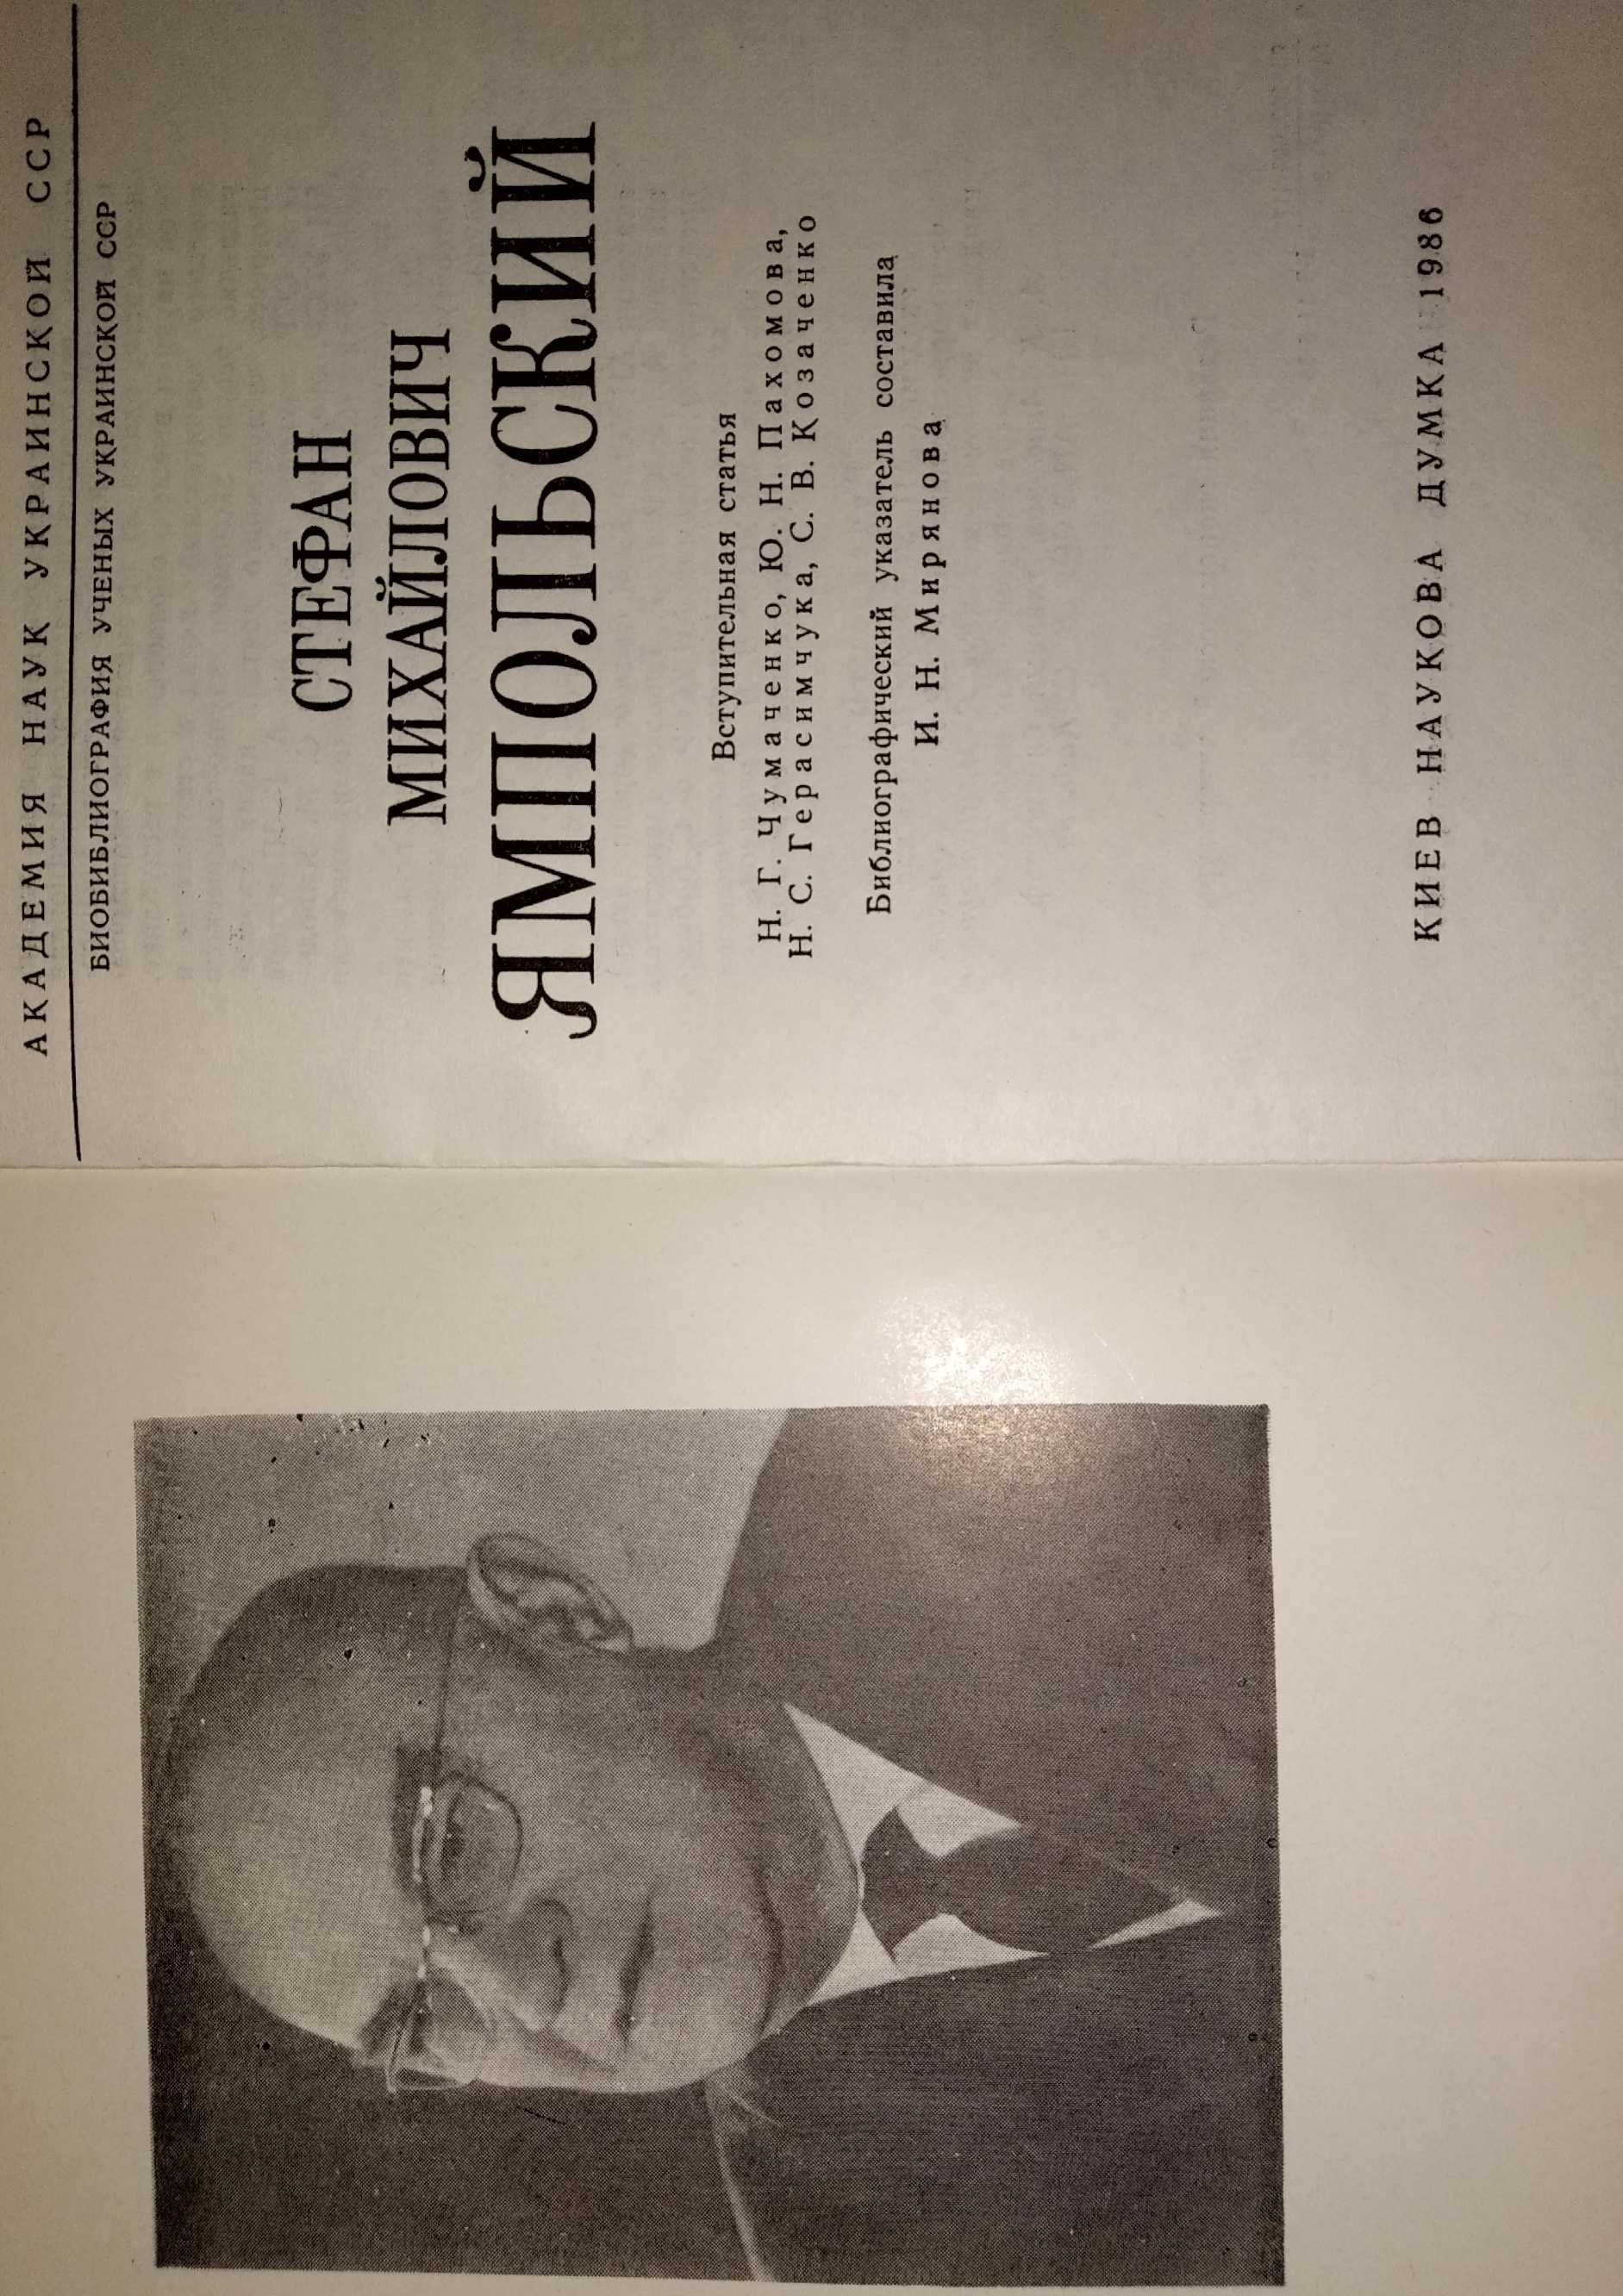 АКАДЕМИЯ НАУК УКРАИНСКОЙ ССР
БИОБИБЛИОГРАФИЯ УЧЕНЫХ УКРАИНСКОЙ ССР
СТЕФАН
МИХАЙЛОВИЧ
ЯМПОЛЬСКИЙ
Вступительная статья
Н. Г. Чумаченко, Ю. Н. Пахомова,
Н. С. Герасимчука, С. В. Козаченко
Библиографический указатель составила
И. Н. Мирянова
КИЕВ НАУКОВА ДУМКА 1986